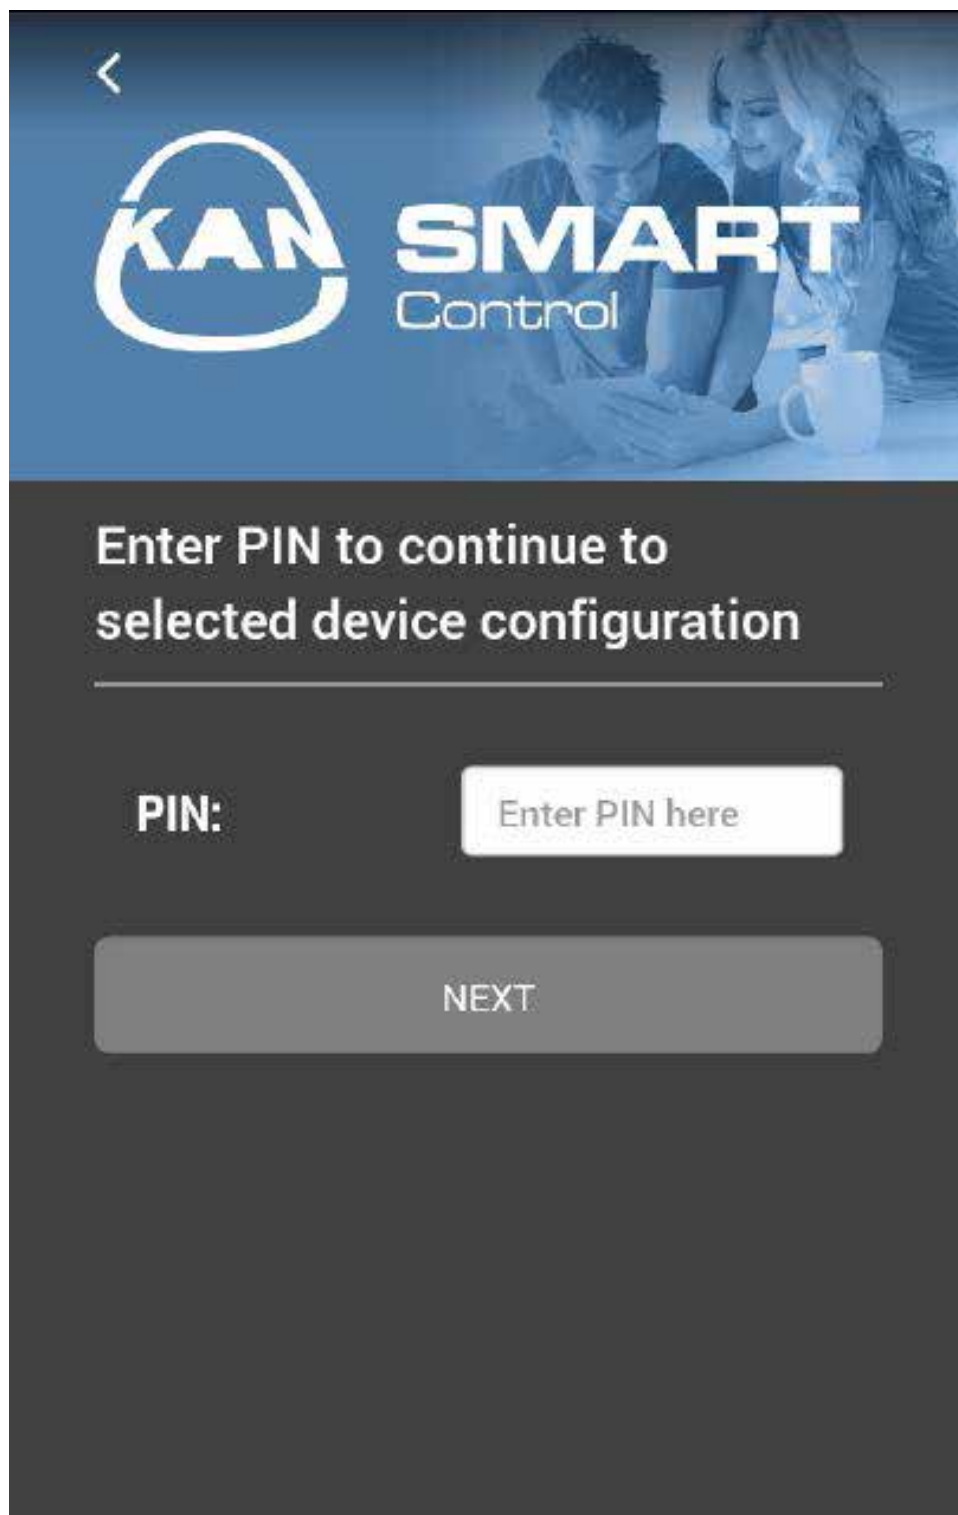 KAN
SMART
Control
Enter PIN to continue to
selected device configuration
PIN:
Enter PIN here
NEXT